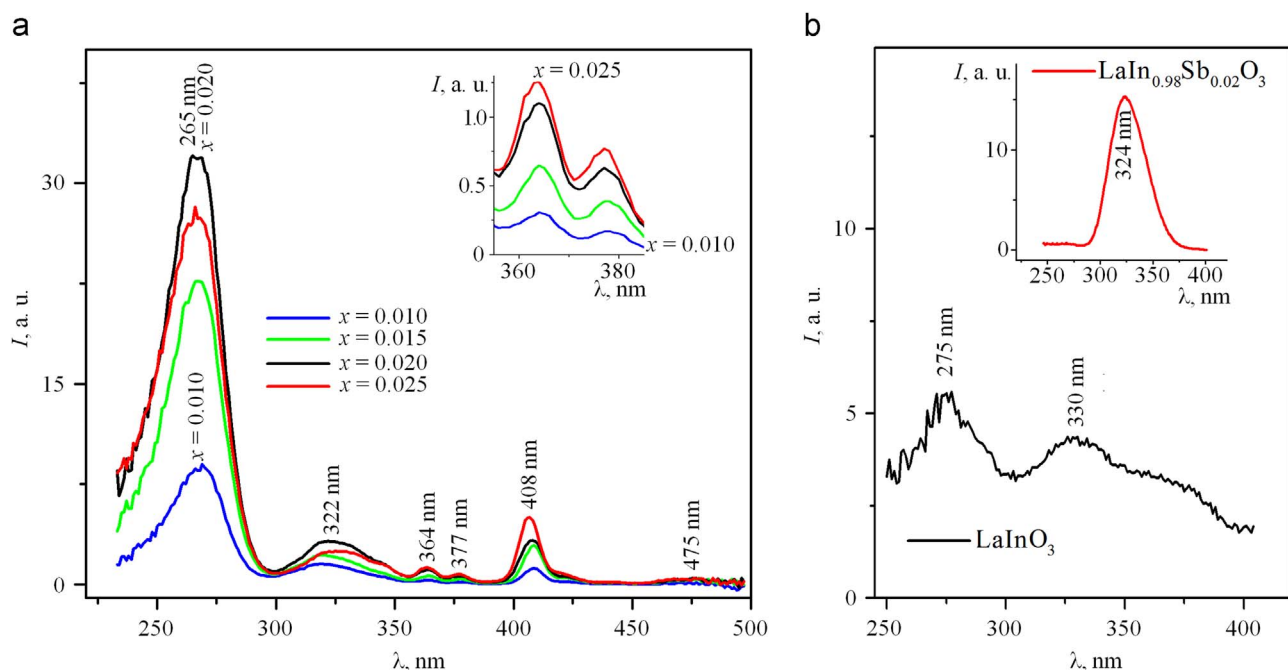 a
I, a. u.
30
15
0
265 nm
x = 0.020
x = 0.010
322 nm
364 nm
377 nm
408 nm
475 nm
x = 0.010
x = 0.015
x = 0.020
x = 0.025
250
300
350
400
450
500
λ, nm
I, a. u.
x = 0.025
1.0
0.5
0
x = 0.010
360
380
λ, nm
b
I, a. u.
10
5
0
275 nm
330 nm
LaInO₃
250
300
350
400
λ, nm
I, a. u.
LaIn₀.₉₈Sb₀.₀₂O₃
10
0
324 nm
250
300
350
400
λ, nm